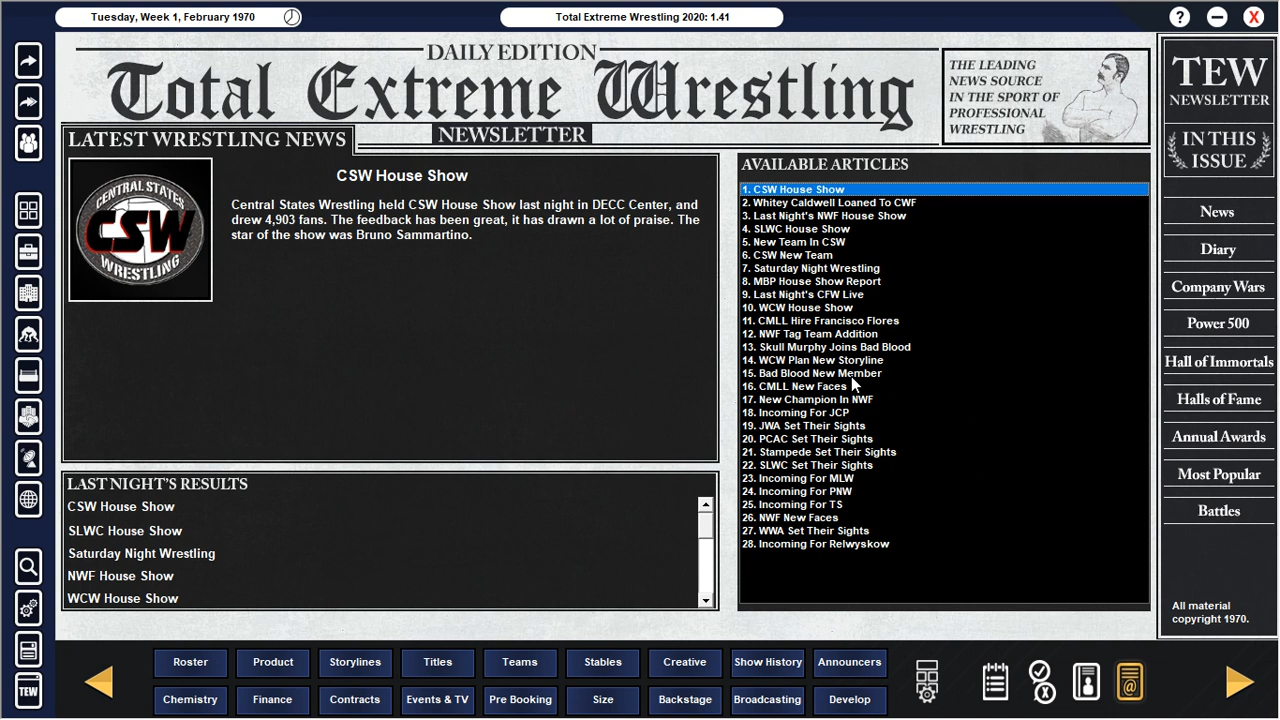 Tuesday, Week 1, February 1970
Total Extreme Wrestling 2020: 1.41
?
X
DAILY EDITION
Total Extreme Wrestling
NEWSLETTER
THE LEADING
NEWS SOURCE
IN THE SPORT OF
PROFESSIONAL
WRESTLING
LATEST WRESTLING NEWS
CENTRAL STATES
CSW
WRESTLING
CSW House Show
Central States Wrestling held CSW House Show last night in DECC Center, and
drew 4,903 fans. The feedback has been great, it has drawn a lot of praise. The
star of the show was Bruno Sammartino.
LAST NIGHT'S RESULTS
CSW House Show
SLWC House Show
Saturday Night Wrestling
NWF House Show
WCW House Show
AVAILABLE ARTICLES
1. CSW House Show
2. Whitey Caldwell Loaned To CWF
3. Last Night's NWF House Show
4. SLWC House Show
5. New Team In CSW
6. CSW New Team
7. Saturday Night Wrestling
8. MBP House Show Report
9. Last Night's CFW Live
10. WCW House Show
11. CMLL Hire Francisco Flores
12. NWF Tag Team Addition
13. Skull Murphy Joins Bad Blood
14. WCW Plan New Storyline
15. Bad Blood New Member
16. CMLL New Faces
17. New Champion In NWF
18. Incoming For JCP
19. JWA Set Their Sights
20. PCAC Set Their Sights
21. Stampede Set Their Sights
22. SLWC Set Their Sights
23. Incoming For MLW
24. Incoming For PNW
25. Incoming For TS
26. NWF New Faces
27. WWA Set Their Sights
28. Incoming For Relwyskow
TEW
NEWSLETTER
IN THIS
ISSUE
News
Diary
Company Wars
Power 500
Hall of Immortals
Halls of Fame
Annual Awards
Most Popular
Battles
All material
copyright 1970.
TEW
Roster
Product
Storylines
Titles
Teams
Stables
Creative
Show History
Announcers
Chemistry
Finance
Contracts
Events & TV
Pre Booking
Size
Backstage
Broadcasting
Develop